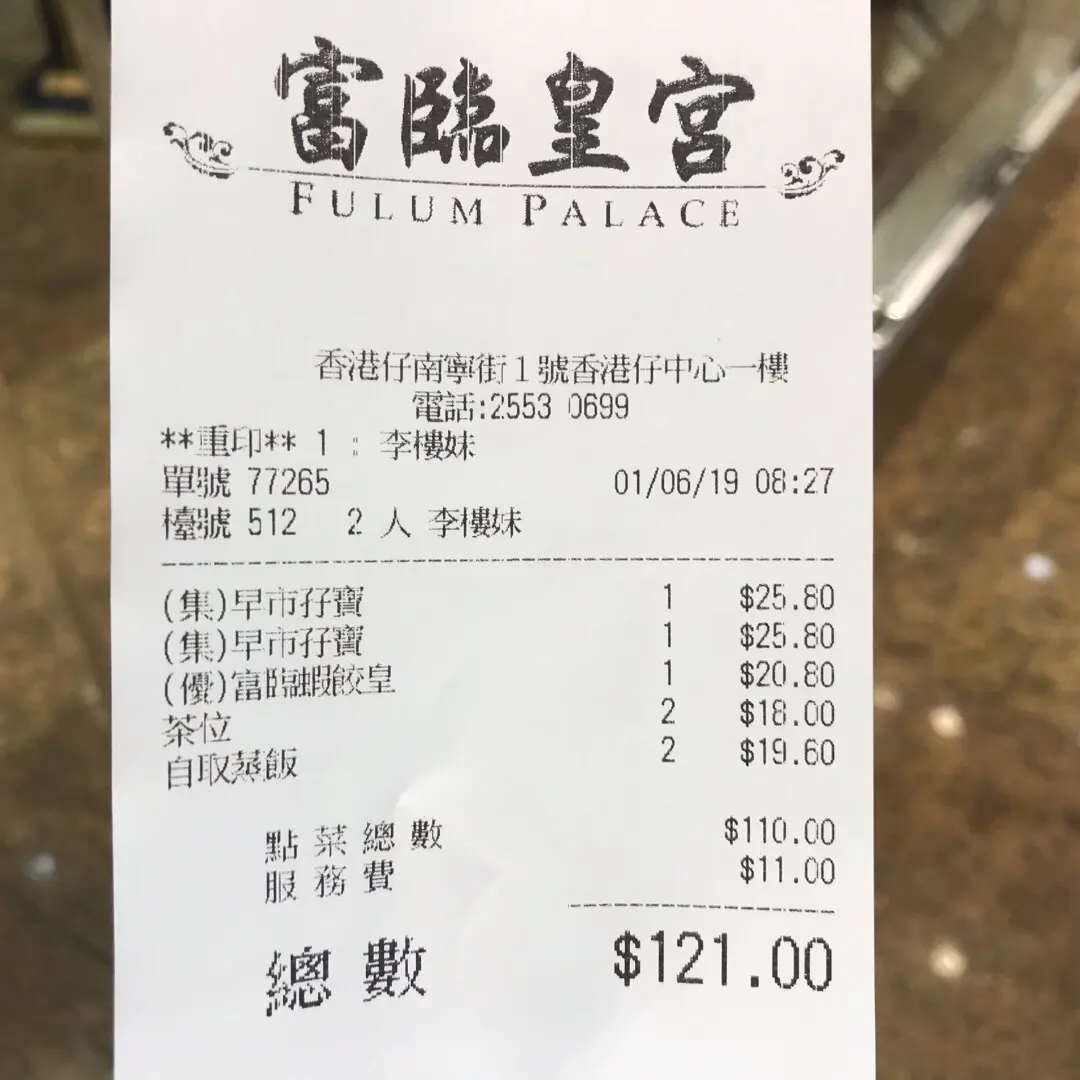 富臨皇宮
FULUM PALACE
香港仔南寧街1號香港仔中心一樓
電話:2553 0699
**重印** 1 : 李樓妹
單號 77265 01/06/19 08:27
檯號 512 2 人 李樓妹
(集)早市孖寶 1 $25.80
(集)早市孖寶 1 $25.80
(優)富臨蝦餃皇 1 $20.80
茶位 2 $18.00
自取蒸飯 2 $19.60
點菜總數 $110.00
服務費 $11.00
總數 $121.00